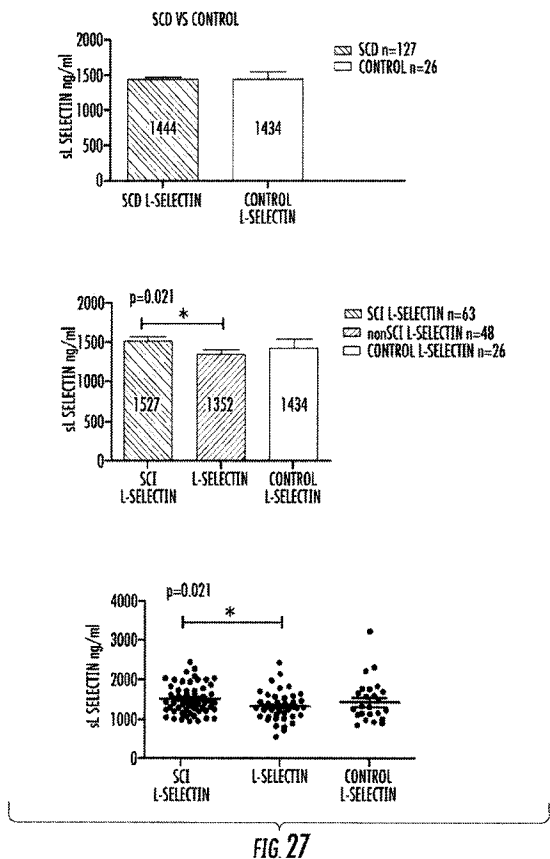 SCD VS CONTROL
sL SELECTIN ng/ml
2000
1500
1000
500
0
1444
1434
SCD L-SELECTIN
CONTROL
L-SELECTIN
SCD n=127
CONTROL n=26
p=0.021
*
sL SELECTIN ng/ml
2000
1500
1000
500
0
1527
1352
1434
SCI
L-SELECTIN
L-SELECTIN
CONTROL
L-SELECTIN
SCI L-SELECTIN n=63
nonSCI L-SELECTIN n=48
CONTROL L-SELECTIN n=26
p=0.021
*
sL SELECTIN ng/ml
4000
3000
2000
1000
0
SCI
L-SELECTIN
L-SELECTIN
CONTROL
L-SELECTIN
FIG. 27